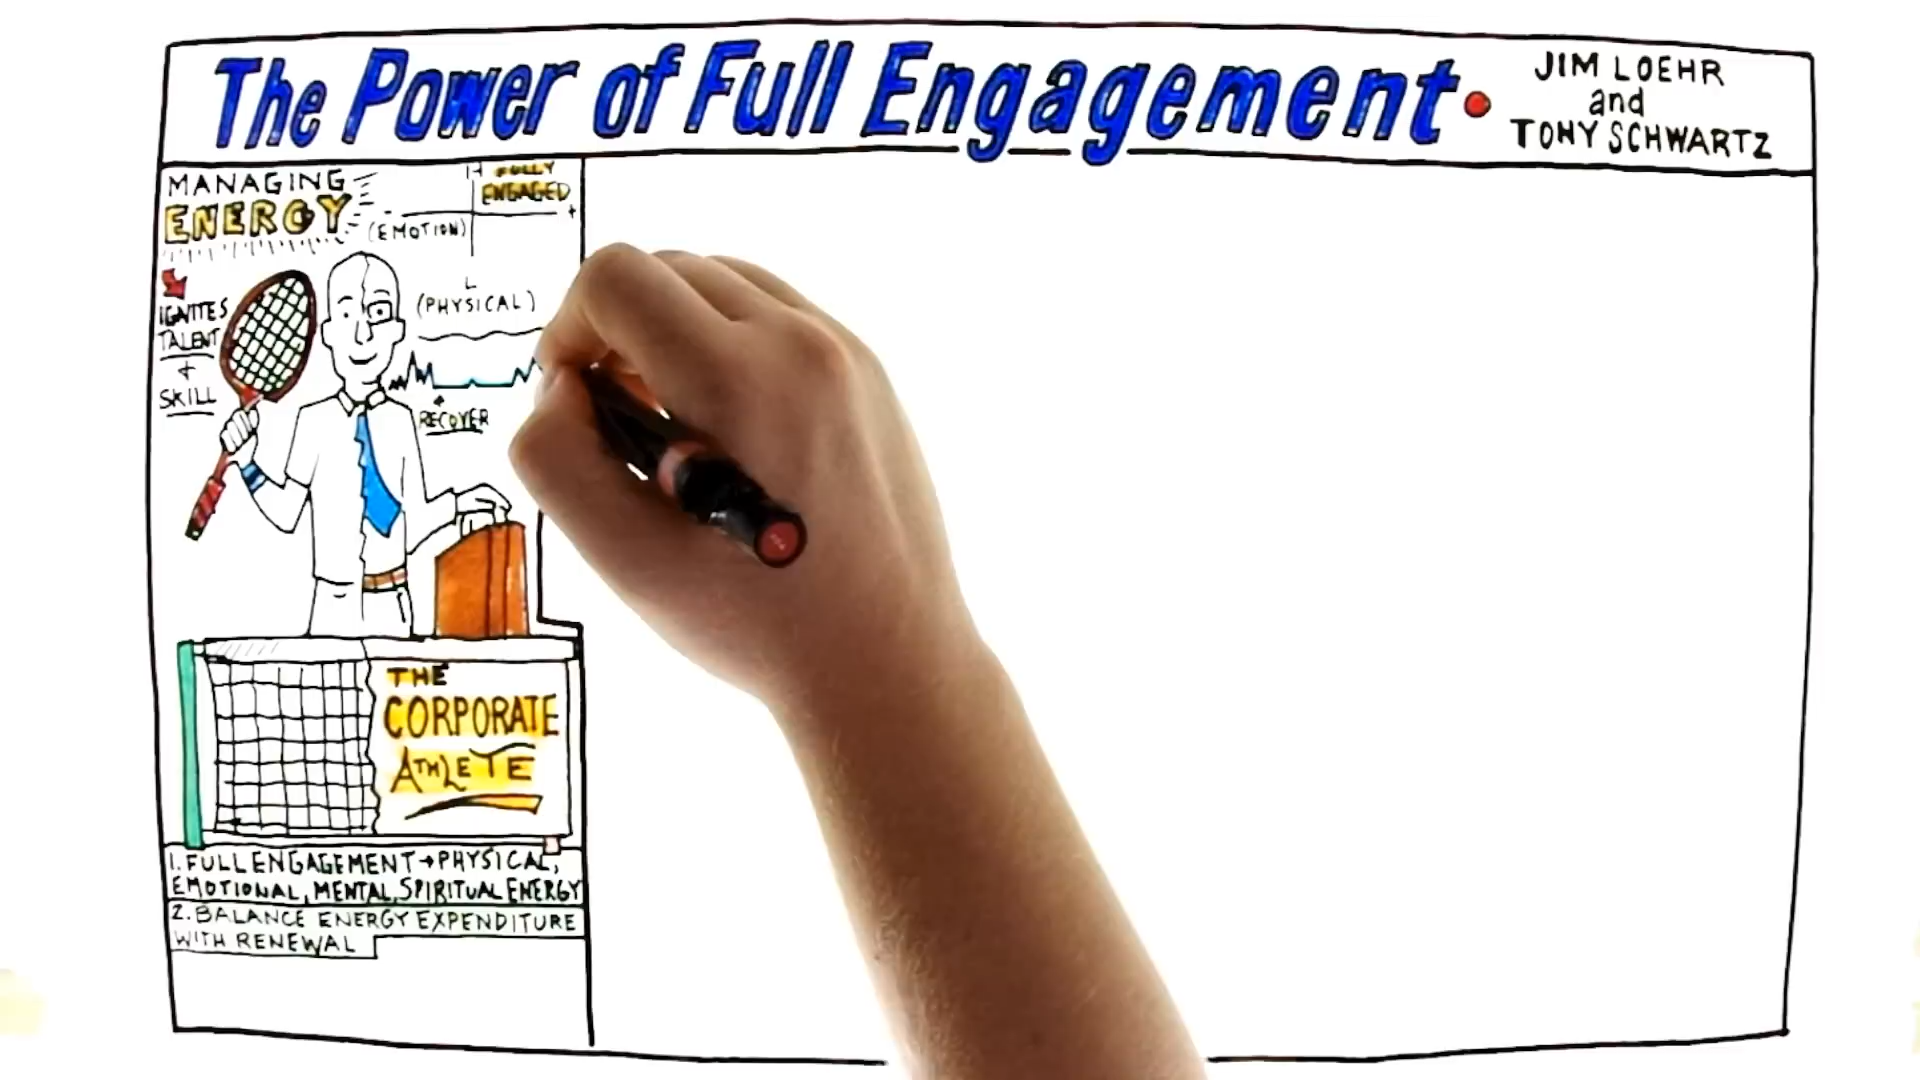 The Power of Full Engagement
JIM LOEHR
and
TONY SCHWARTZ
MANAGING
ENERGY
H FULLY
ENGAGED
- +
(EMOTION)
L
(PHYSICAL)
IGNITES
TALENT
+
SKILL
RECOVER
THE
CORPORATE
ATHLETE
1. FULL ENGAGEMENT → PHYSICAL,
EMOTIONAL, MENTAL, SPIRITUAL ENERGY
2. BALANCE ENERGY EXPENDITURE
WITH RENEWAL